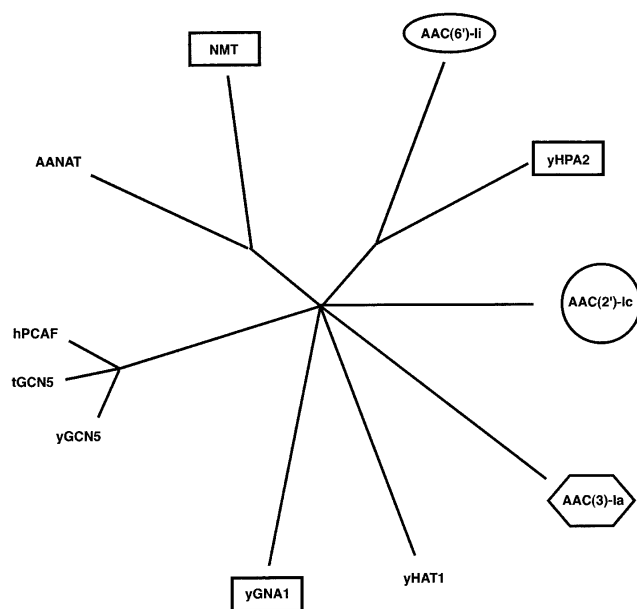 AAC(6')-Ii
NMT
yHPA2
AANAT
AAC(2')-Ic
hPCAF
tGCN5
yGCN5
AAC(3)-Ia
yHAT1
yGNA1